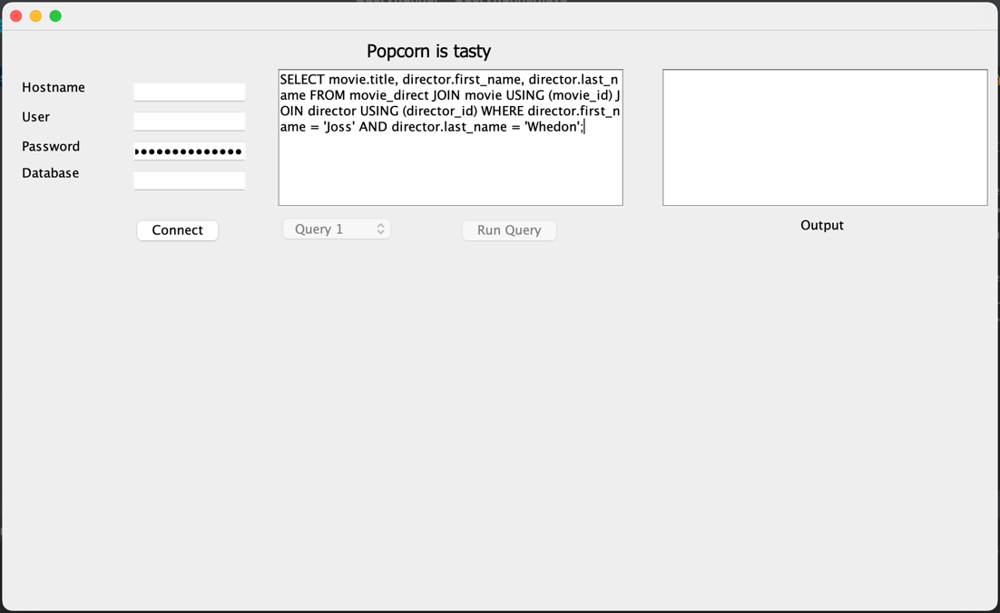 Popcorn is tasty
Hostname
User
Password
••••••••••••••
Database
Connect
SELECT movie.title, director.first_name, director.last_n
ame FROM movie_direct JOIN movie USING (movie_id) J
OIN director USING (director_id) WHERE director.first_n
ame = 'Joss' AND director.last_name = 'Whedon';
Query 1
Run Query
Output